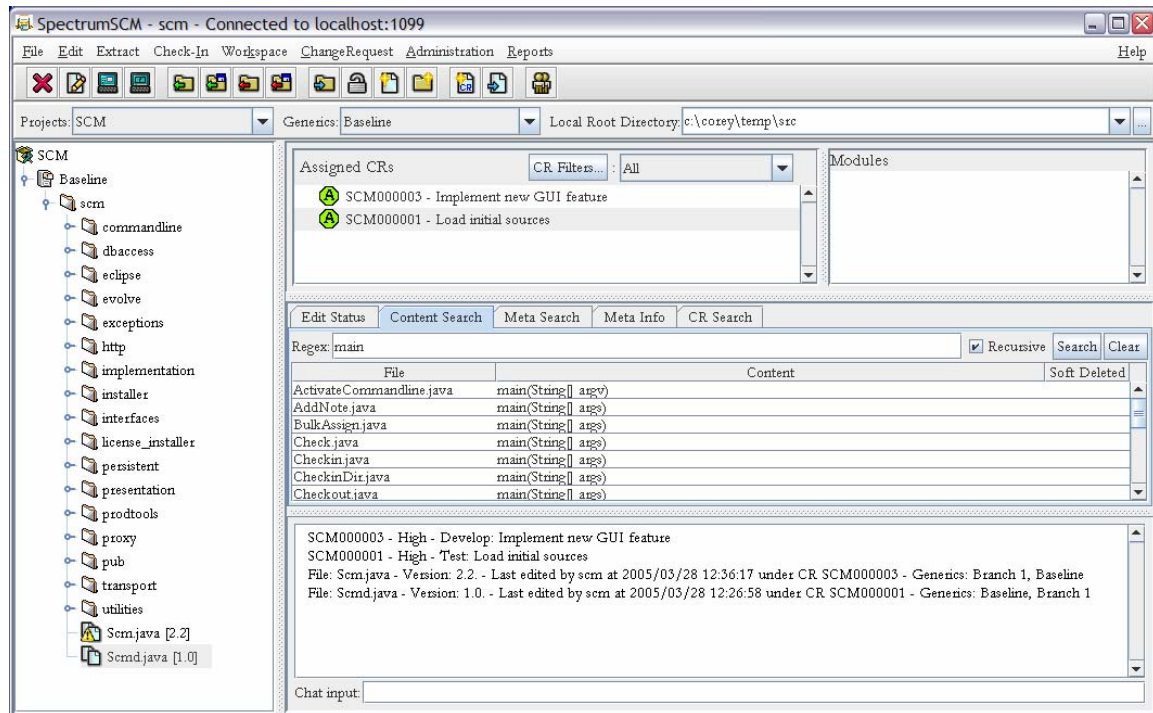 SpectrumSCM - scm - Connected to localhost:1099
File Edit Extract Check-In Workspace ChangeRequest Administration Reports Help
CR
Projects: SCM Generics: Baseline Local Root Directory: c:\corey\temp\src ...
SCM
Baseline
scm
commandline
dbaccess
eclipse
evolve
exceptions
http
implementation
installer
interfaces
license_installer
persistent
presentation
prodtools
proxy
pub
transport
utilities
Scm.java [2.2]
Scmd.java [1.0]
Assigned CRs CR Filters... : All
A SCM000003 - Implement new GUI feature
A SCM000001 - Load initial sources
Modules
Edit Status Content Search Meta Search Meta Info CR Search
Regex: main Recursive Search Clear
File Content Soft Deleted
ActivateCommandline.java main(String[] argv)
AddNote.java main(String[] args)
BulkAssign.java main(String[] args)
Check.java main(String[] args)
Checkin.java main(String[] args)
CheckinDir.java main(String[] args)
Checkout.java main(String[] args)
SCM000003 - High - Develop: Implement new GUI feature
SCM000001 - High - Test: Load initial sources
File: Scm.java - Version: 2.2. - Last edited by scm at 2005/03/28 12:36:17 under CR SCM000003 - Generics: Branch 1, Baseline
File: Scmd.java - Version: 1.0. - Last edited by scm at 2005/03/28 12:26:58 under CR SCM000001 - Generics: Baseline, Branch 1
Chat input: